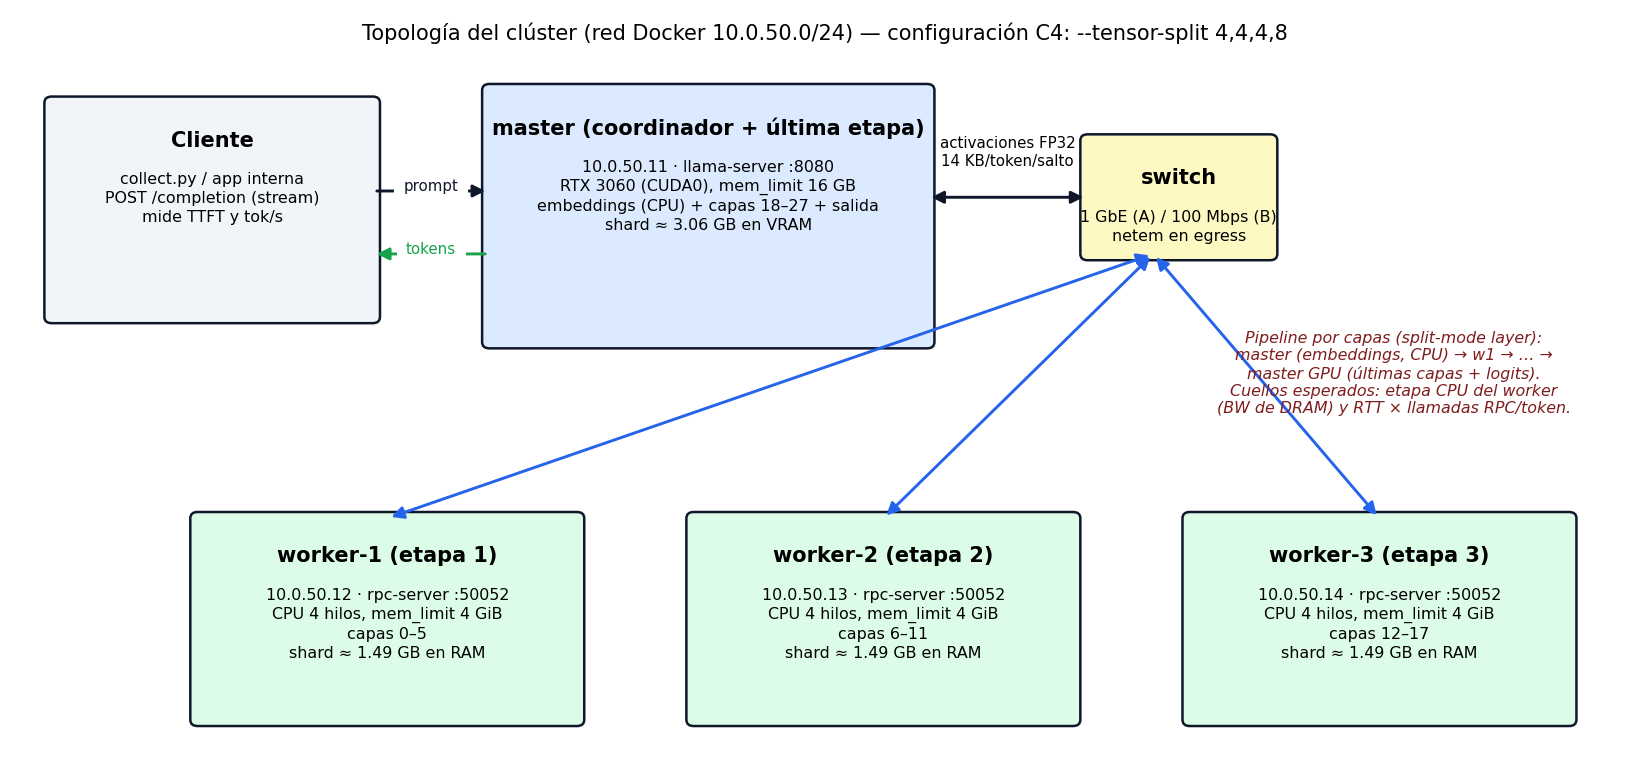 Topología del clúster (red Docker 10.0.50.0/24) — configuración C4: --tensor-split 4,4,4,8
Cliente
collect.py / app interna
POST /completion (stream)
mide TTFT y tok/s
prompt
tokens
master (coordinador + última etapa)
10.0.50.11 · llama-server :8080
RTX 3060 (CUDA0), mem_limit 16 GB
embeddings (CPU) + capas 18–27 + salida
shard ≈ 3.06 GB en VRAM
activaciones FP32
14 KB/token/salto
switch
1 GbE (A) / 100 Mbps (B)
netem en egress
Pipeline por capas (split-mode layer):
master (embeddings, CPU) → w1 → … →
master GPU (últimas capas + logits).
Cuellos esperados: etapa CPU del worker
(BW de DRAM) y RTT × llamadas RPC/token.
worker-1 (etapa 1)
10.0.50.12 · rpc-server :50052
CPU 4 hilos, mem_limit 4 GiB
capas 0–5
shard ≈ 1.49 GB en RAM
worker-2 (etapa 2)
10.0.50.13 · rpc-server :50052
CPU 4 hilos, mem_limit 4 GiB
capas 6–11
shard ≈ 1.49 GB en RAM
worker-3 (etapa 3)
10.0.50.14 · rpc-server :50052
CPU 4 hilos, mem_limit 4 GiB
capas 12–17
shard ≈ 1.49 GB en RAM